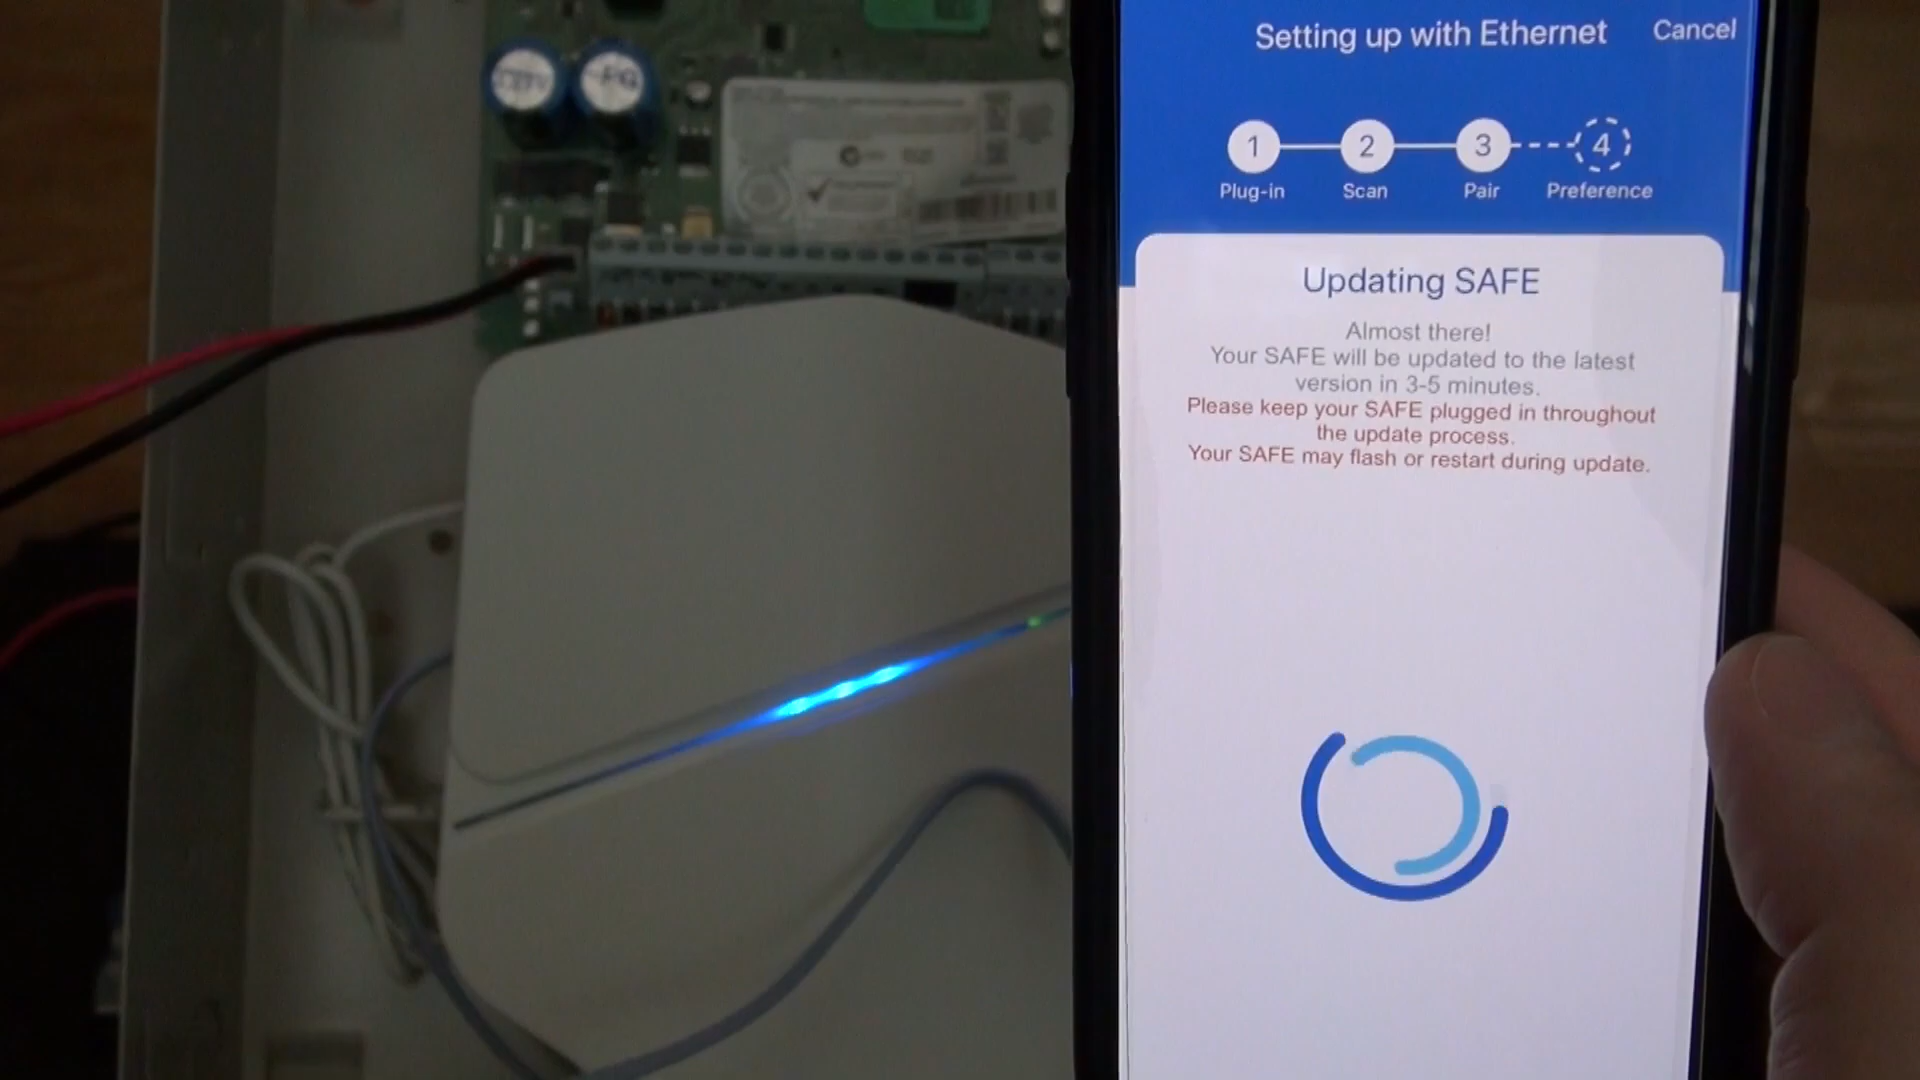 Setting up with Ethernet
Cancel
1 2 3 4
Plug-in Scan Pair Preference
Updating SAFE
Almost there!
Your SAFE will be updated to the latest
version in 3-5 minutes.
Please keep your SAFE plugged in throughout
the update process.
Your SAFE may flash or restart during update.